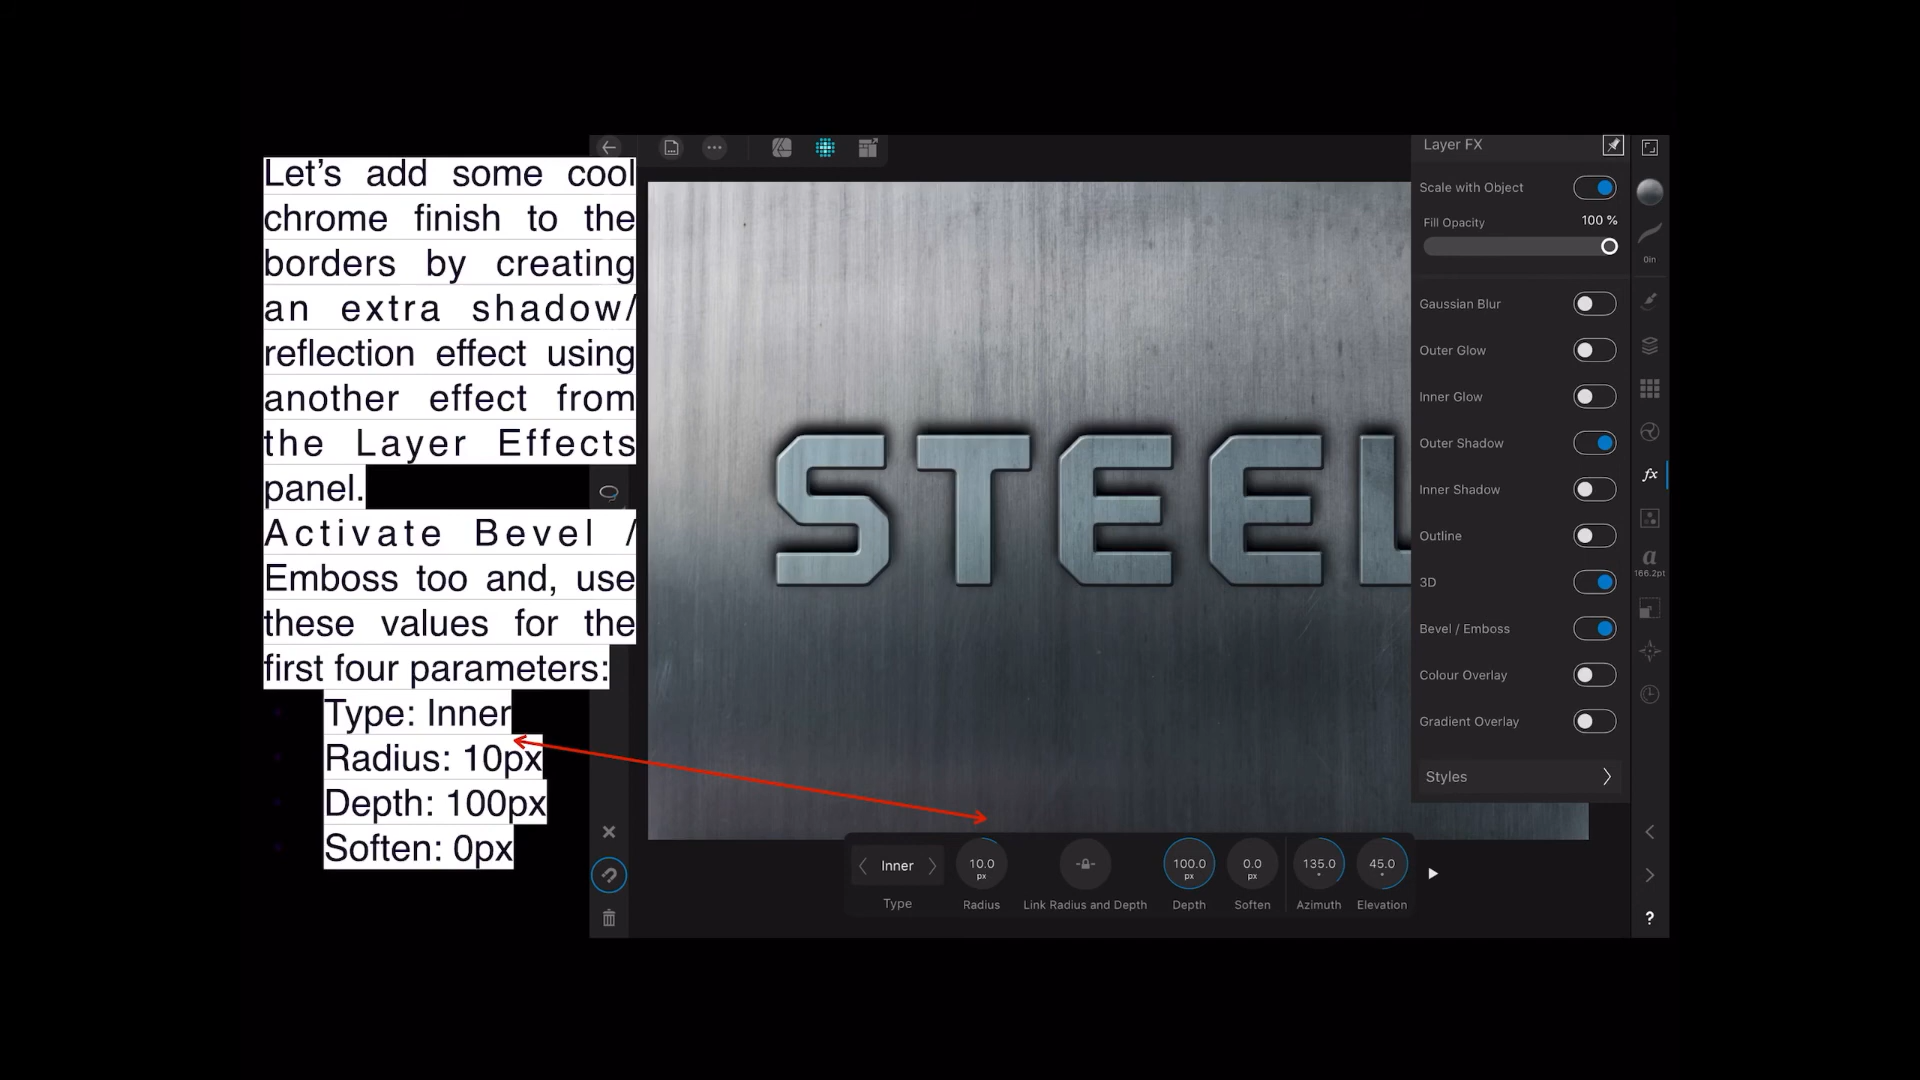 Let’s add some cool
chrome finish to the
borders by creating
an extra shadow/
reflection effect using
another effect from
the Layer Effects
panel.
Activate Bevel /
Emboss too and, use
these values for the
first four parameters:
Type: Inner
Radius: 10px
Depth: 100px
Soften: 0px
STEEL
Layer FX
Scale with Object
Fill Opacity 100 %
Gaussian Blur
Outer Glow
Inner Glow
Outer Shadow
Inner Shadow
Outline
3D
Bevel / Emboss
Colour Overlay
Gradient Overlay
Styles
0in
fx
a
166.2pt
?
Inner
Type
10.0
px
Radius
Link Radius and Depth
100.0
px
Depth
0.0
px
Soften
135.0
°
Azimuth
45.0
°
Elevation